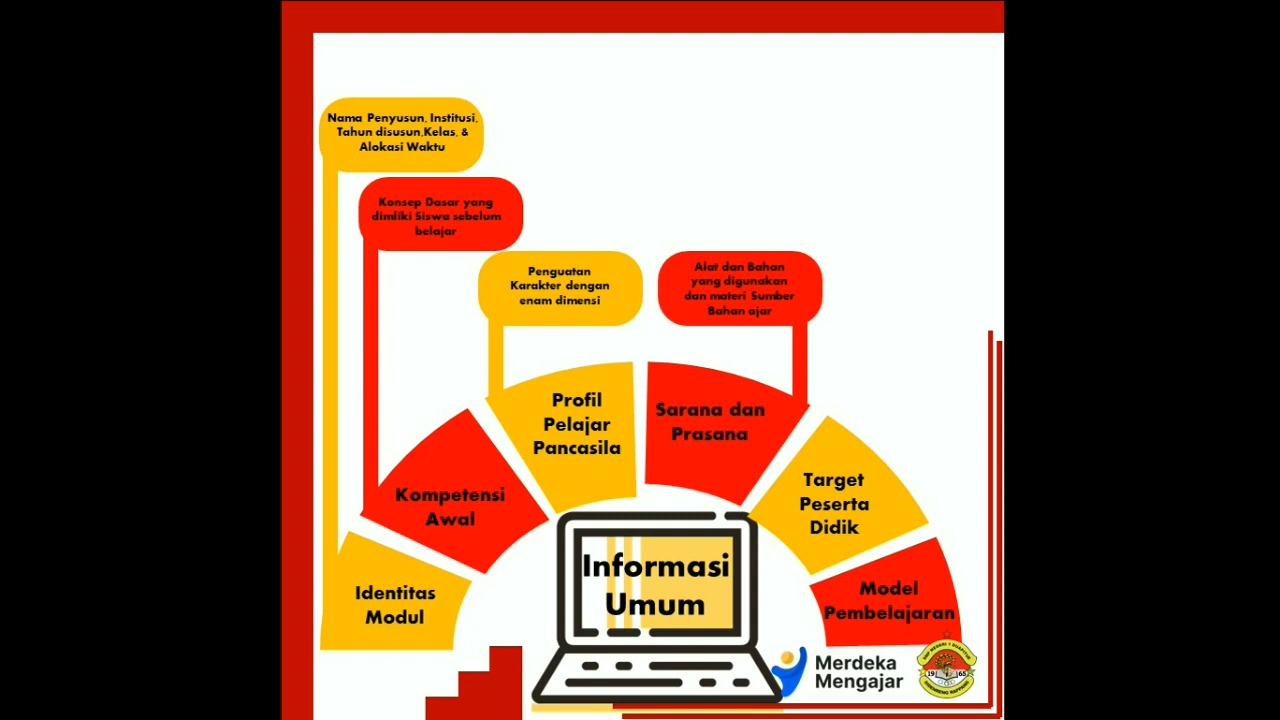 Nama Penyusun, Institusi,
Tahun disusun,Kelas, &
Alokasi Waktu
Konsep Dasar yang
dimliki Siswa sebelum
belajar
Penguatan
Karakter dengan
enam dimensi
Alat dan Bahan
yang digunakan
dan materi Sumber
Bahan ajar
Profil
Pelajar
Pancasila
Sarana dan
Prasana
Kompetensi
Awal
Target
Peserta
Didik
Identitas
Modul
Model
Pembelajaran
Informasi
Umum
Merdeka
Mengajar
19 65